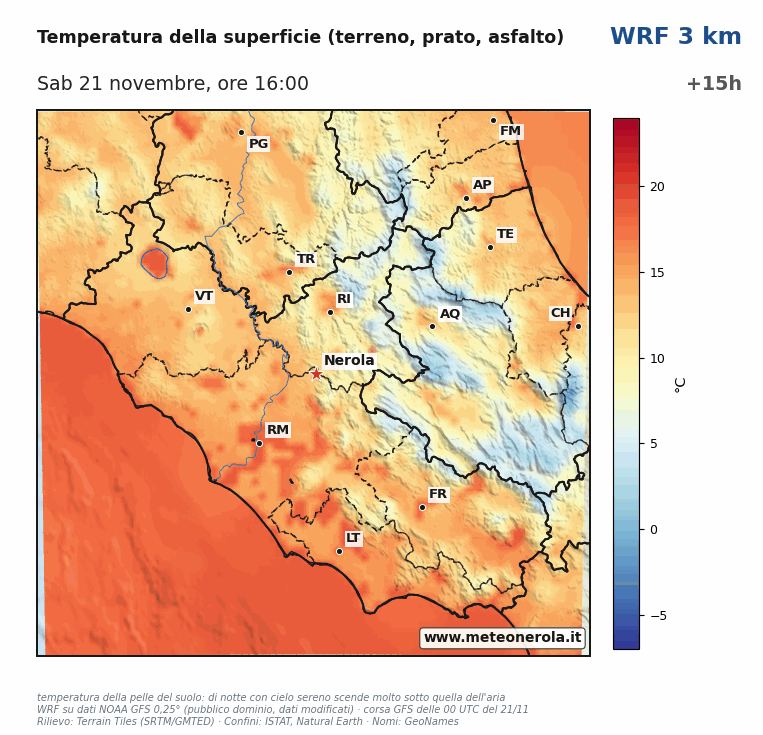 Temperatura della superficie (terreno, prato, asfalto)
WRF 3 km
Sab 21 novembre, ore 16:00
+15h
PG
FM
AP
TE
TR
VT
RI
AQ
CH
Nerola
RM
FR
LT
20
15
10
5
0
−5
°C
www.meteonerola.it
temperatura della pelle del suolo: di notte con cielo sereno scende molto sotto quella dell'aria
WRF su dati NOAA GFS 0,25° (pubblico dominio, dati modificati) · corsa GFS delle 00 UTC del 21/11
Rilievo: Terrain Tiles (SRTM/GMTED) · Confini: ISTAT, Natural Earth · Nomi: GeoNames